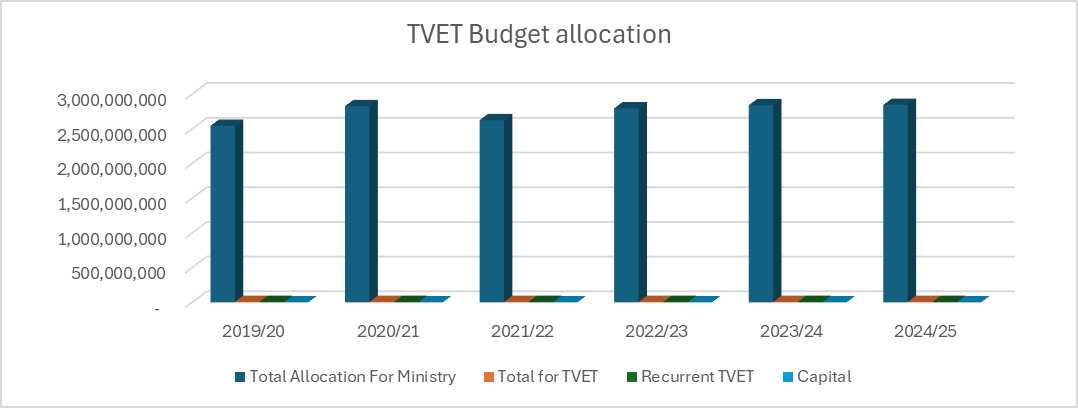 TVET Budget allocation
3,000,000,000
2,500,000,000
2,000,000,000
1,500,000,000
1,000,000,000
500,000,000
-
2019/20 2020/21 2021/22 2022/23 2023/24 2024/25
Total Allocation For Ministry Total for TVET Recurrent TVET Capital